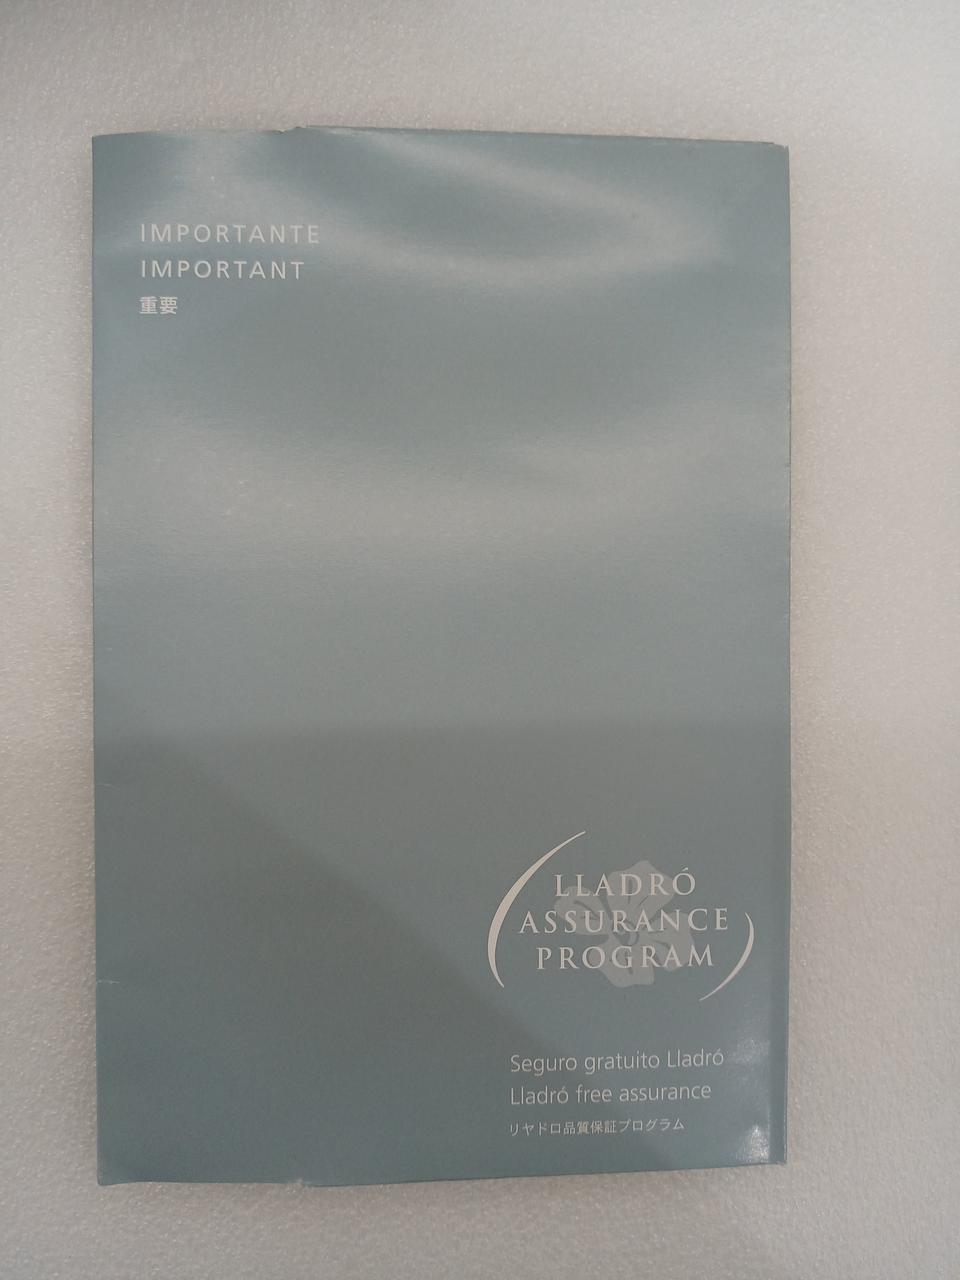 IMPORTANTE
IMPORTANT
重要
LLADRÓ
ASSURANCE
PROGRAM
Seguro gratuito Lladró
Lladró free assurance
リヤドロ品質保証プログラム